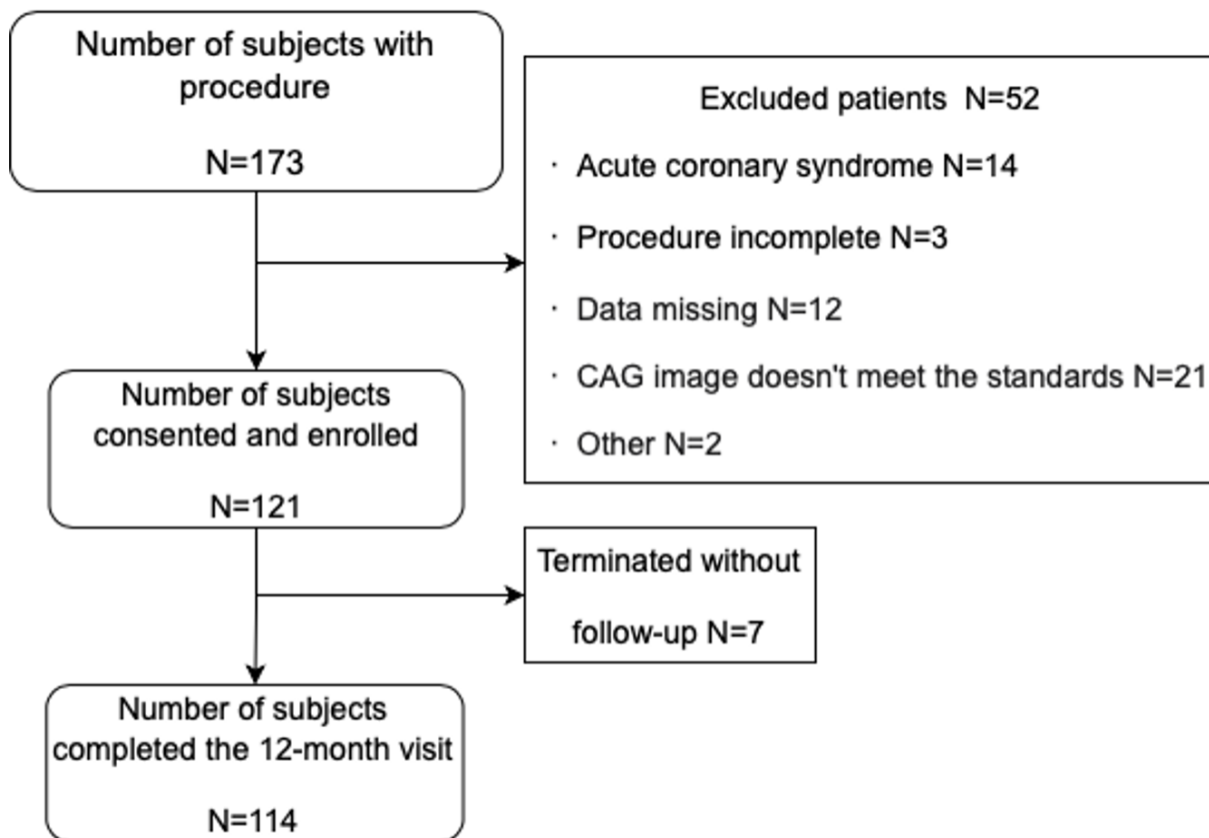 Number of subjects with
procedure
N=173
Excluded patients  N=52
· Acute coronary syndrome N=14
· Procedure incomplete N=3
· Data missing N=12
· CAG image doesn't meet the standards N=21
· Other N=2
Number of subjects
consented and enrolled
N=121
Terminated without
follow-up N=7
Number of subjects
completed the 12-month visit
N=114